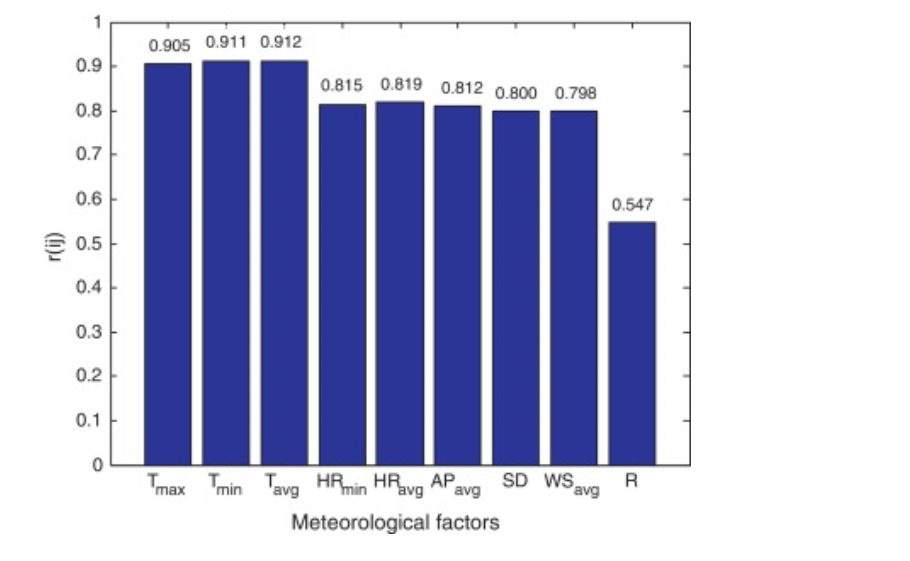 1
0.9
0.8
0.7
0.6
0.5
0.4
0.3
0.2
0.1
0
r(ij)
0.905 0.911 0.912 0.815 0.819 0.812 0.800 0.798 0.547
Tmax Tmin Tavg HRmin HRavg APavg SD WSavg R
Meteorological factors